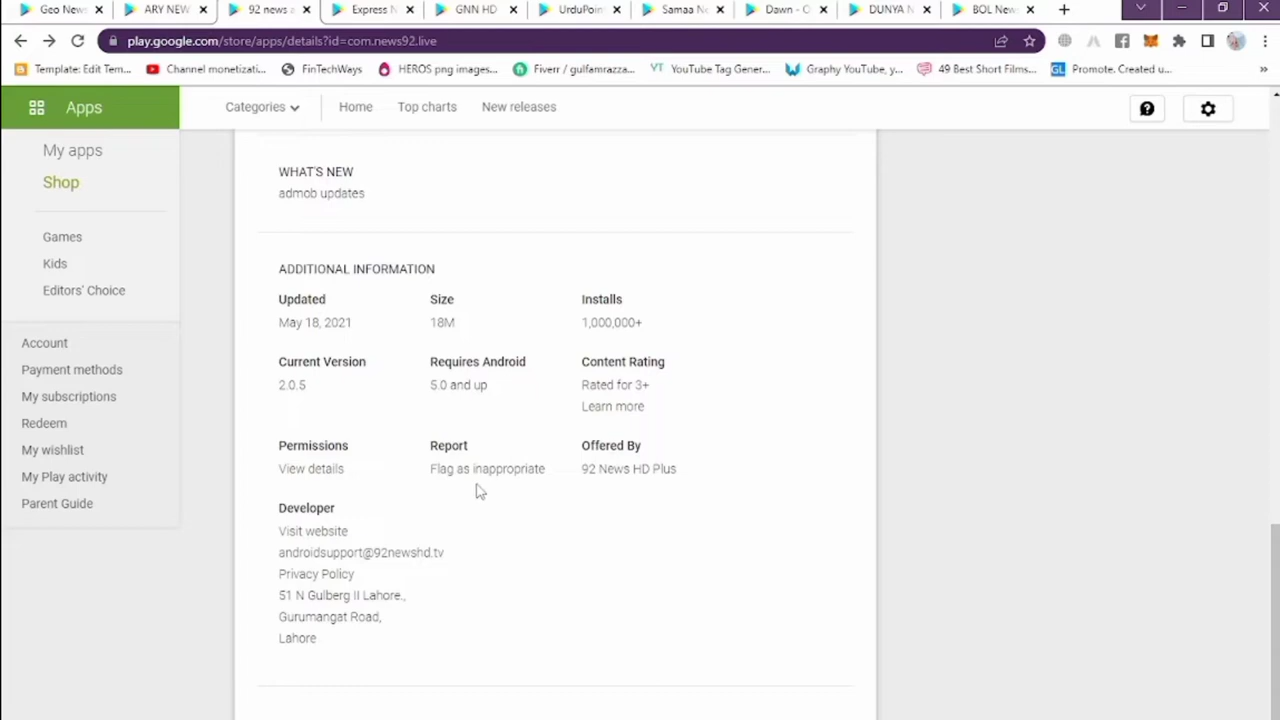 Geo News
ARY NEW
92 news a
Express N
GNN HD
UrduPoin
Samaa Ne
Dawn - O
DUNYA N
BOL New
play.google.com/store/apps/details?id=com.news92.live
Template: Edit Tem...
Channel monetizati...
FinTechWays
HEROS png images...
Fiverr / gulfamrazza...
YT
YouTube Tag Gener...
Graphy YouTube, y...
49 Best Short Films...
GL
Promote. Created u...
»
Apps
Categories
Home
Top charts
New releases
My apps
Shop
Games
Kids
Editors' Choice
Account
Payment methods
My subscriptions
Redeem
My wishlist
My Play activity
Parent Guide
WHAT'S NEW
admob updates
ADDITIONAL INFORMATION
Updated
May 18, 2021
Size
18M
Installs
1,000,000+
Current Version
2.0.5
Requires Android
5.0 and up
Content Rating
Rated for 3+
Learn more
Permissions
View details
Report
Flag as inappropriate
Offered By
92 News HD Plus
Developer
Visit website
androidsupport@92newshd.tv
Privacy Policy
51 N Gulberg II Lahore.,
Gurumangat Road,
Lahore